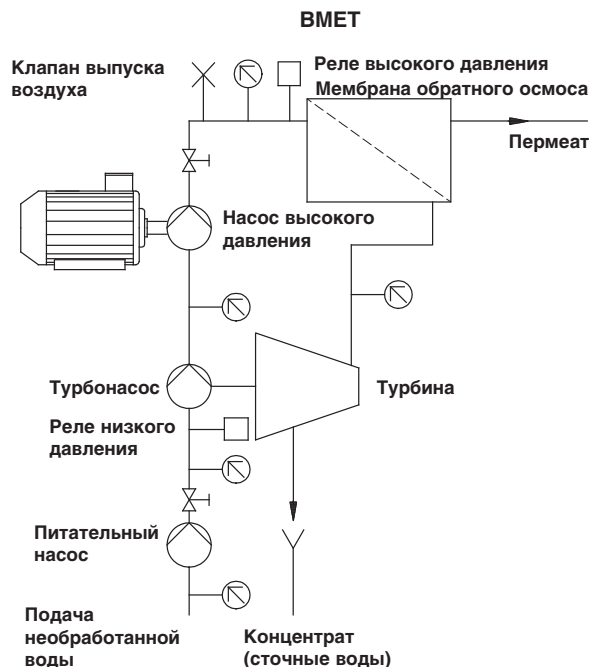 ВМЕТ
Клапан выпуска
воздуха
Реле высокого давления
Мембрана обратного осмоса
Пермеат
Насос высокого
давления
Турбонасос
Турбина
Реле низкого
давления
Питательный
насос
Подача
необработанной
воды
Концентрат
(сточные воды)